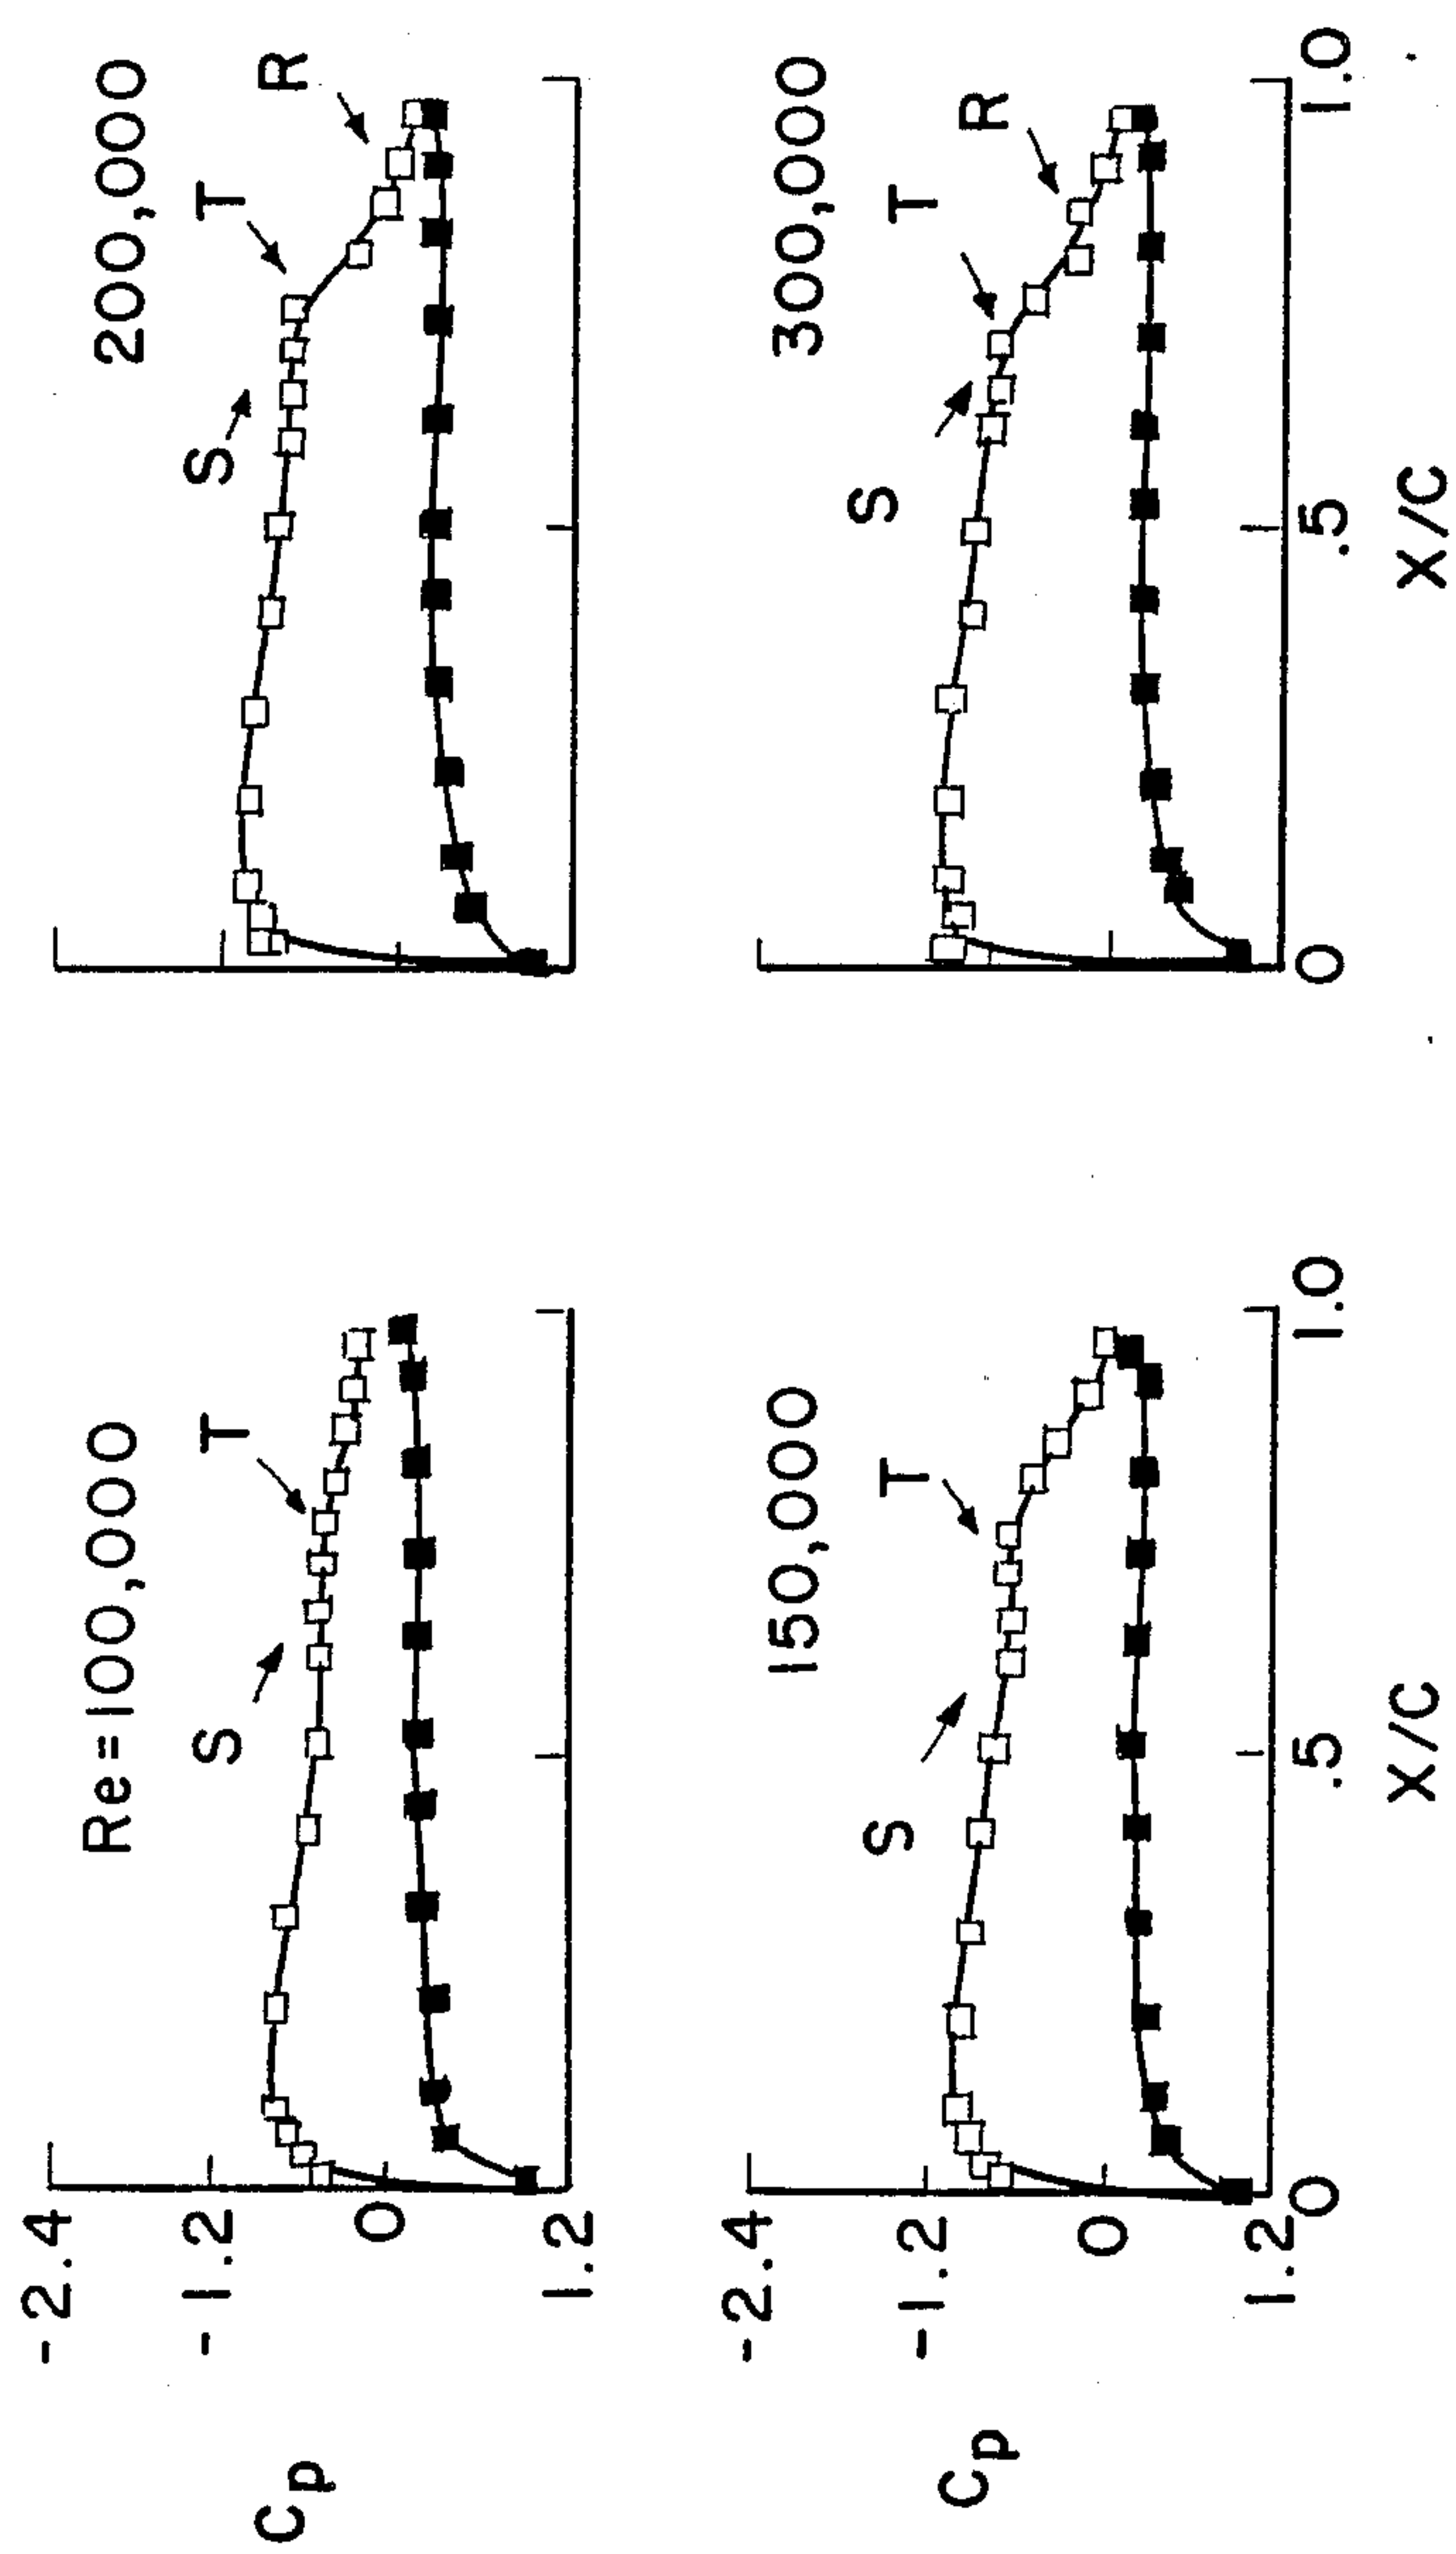 Re=100,000
-2.4
-1.2
0
1.2
Cp
S
T
200,000
S
T
R
150,000
-2.4
-1.2
0
1.2
Cp
S
T
0
.5
1.0
X/C
300,000
S
T
R
0
.5
1.0
X/C